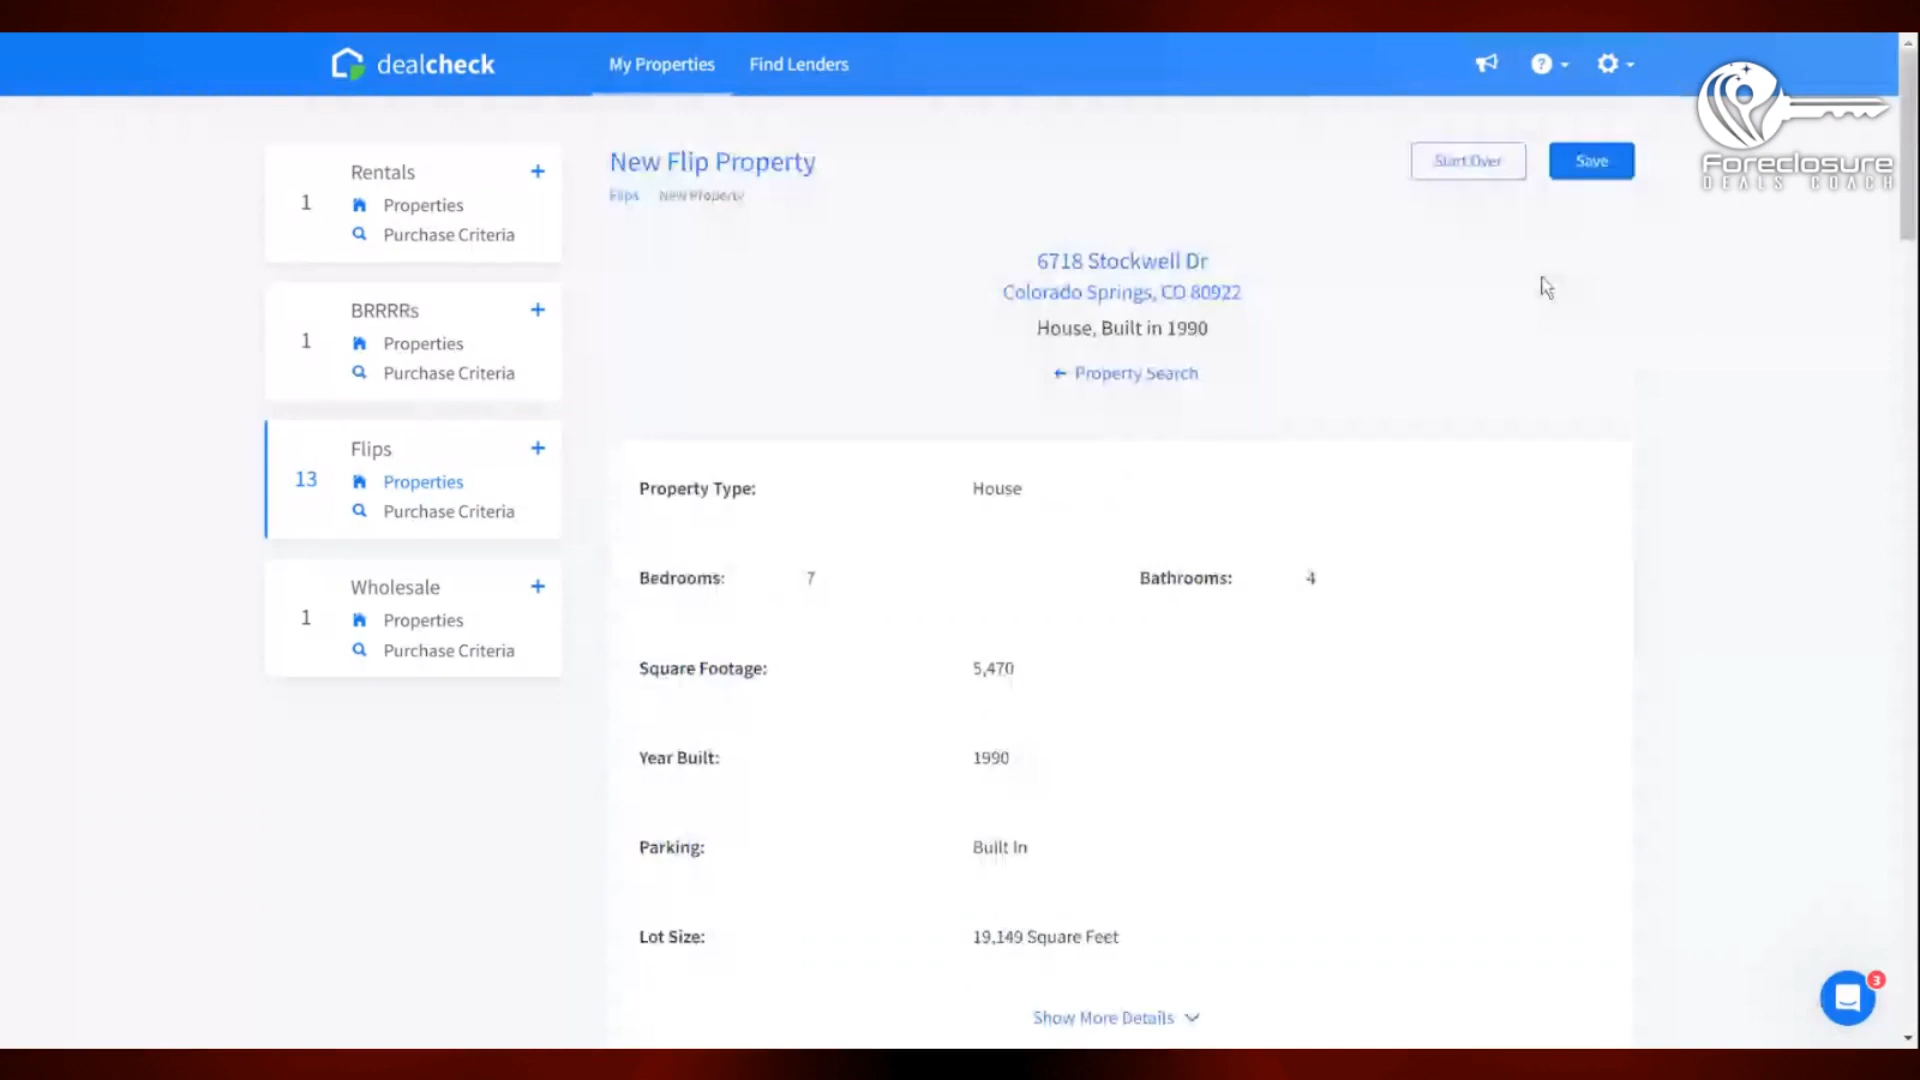 dealcheck
My Properties
Find Lenders
Foreclosure
DEALS COACH
Rentals
1
Properties
Purchase Criteria
BRRRRs
1
Properties
Purchase Criteria
Flips
13
Properties
Purchase Criteria
Wholesale
1
Properties
Purchase Criteria
New Flip Property
Start Over
Save
Flips
New Property
6718 Stockwell Dr
Colorado Springs, CO 80922
House, Built in 1990
Property Search
Property Type: House
Bedrooms: 7 Bathrooms: 4
Square Footage: 5,470
Year Built: 1990
Parking: Built In
Lot Size: 19,149 Square Feet
Show More Details
3